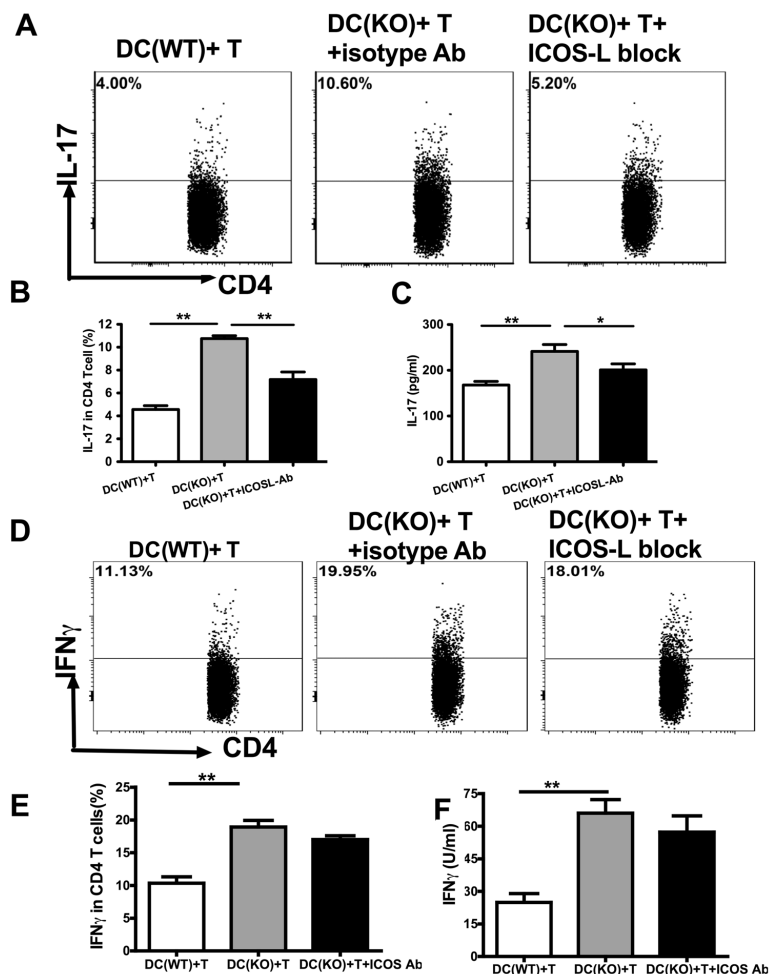 A
DC(WT)+ T
DC(KO)+ T
+isotype Ab
DC(KO)+ T+
ICOS-L block
4.00%
10.60%
5.20%
IL-17
CD4
B
**
**
12
10
8
6
4
2
0
IL-17 in CD4 Tcell (%)
DC(WT)+T
DC(KO)+T
DC(KO)+T+ICOSL-Ab
C
**
*
300
200
100
0
IL-17 (pg/ml)
DC(WT)+T
DC(KO)+T
DC(KO)+T+ICOSL-Ab
D
DC(WT)+ T
DC(KO)+ T
+isotype Ab
DC(KO)+ T+
ICOS-L block
11.13%
19.95%
18.01%
IFNγ
CD4
E
**
25
20
15
10
5
0
IFNγ in CD4 T cells(%)
DC(WT)+T
DC(KO)+T
DC(KO)+T+ICOS Ab
F
**
75
60
45
30
15
0
IFNγ (U/ml)
DC(WT)+T
DC(KO)+T
DC(KO)+T+ICOS Ab